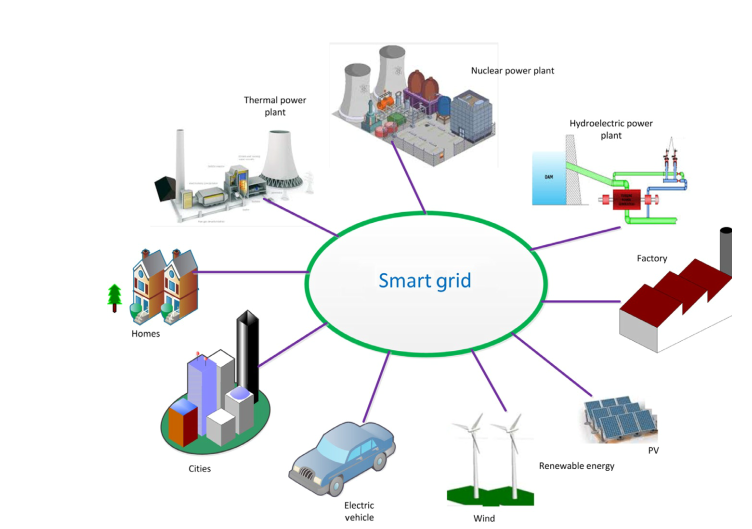 Nuclear power plant
Thermal power
plant
Hydroelectric power
plant
DAM
Factory
Smart grid
Homes
Cities
Electric
vehicle
Wind
Renewable energy
PV